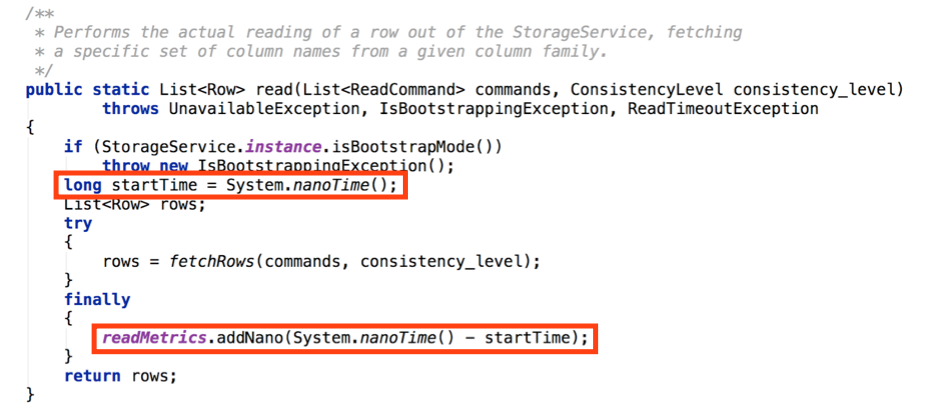 /**
 * Performs the actual reading of a row out of the StorageService, fetching
 * a specific set of column names from a given column family.
 */
public static List<Row> read(List<ReadCommand> commands, ConsistencyLevel consistency_level)
        throws UnavailableException, IsBootstrappingException, ReadTimeoutException
{
    if (StorageService.instance.isBootstrapMode())
        throw new IsBootstrappingException();
    long startTime = System.nanoTime();
    List<Row> rows;
    try
    {
        rows = fetchRows(commands, consistency_level);
    }
    finally
    {
        readMetrics.addNano(System.nanoTime() - startTime);
    }
    return rows;
}